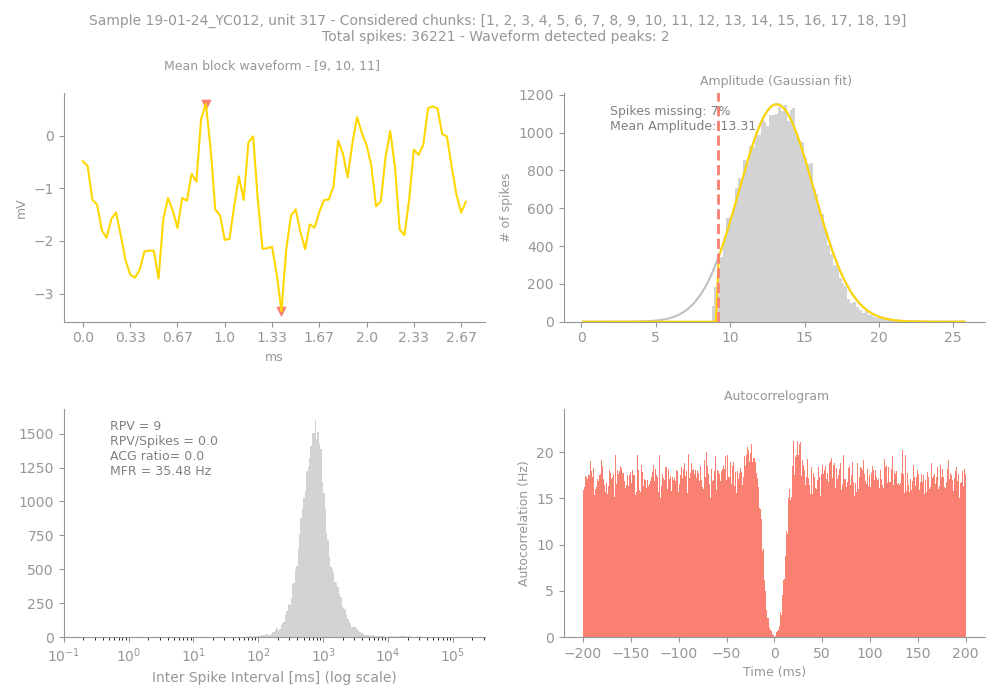 Sample 19-01-24_YC012, unit 317 - Considered chunks: [1, 2, 3, 4, 5, 6, 7, 8, 9, 10, 11, 12, 13, 14, 15, 16, 17, 18, 19]
Total spikes: 36221 - Waveform detected peaks: 2
Mean block waveform - [9, 10, 11]
0
−1
−2
−3
mV
0.0 0.33 0.67 1.0 1.33 1.67 2.0 2.33 2.67
ms
Amplitude (Gaussian fit)
Spikes missing: 7%
Mean Amplitude: 13.31
1200
1000
800
600
400
200
0
# of spikes
0 5 10 15 20 25
RPV = 9
RPV/Spikes = 0.0
ACG ratio= 0.0
MFR = 35.48 Hz
1500
1250
1000
750
500
250
0
10⁻¹ 10⁰ 10¹ 10² 10³ 10⁴ 10⁵
Inter Spike Interval [ms] (log scale)
Autocorrelogram
20
15
10
5
0
Autocorrelation (Hz)
−200 −150 −100 −50 0 50 100 150 200
Time (ms)